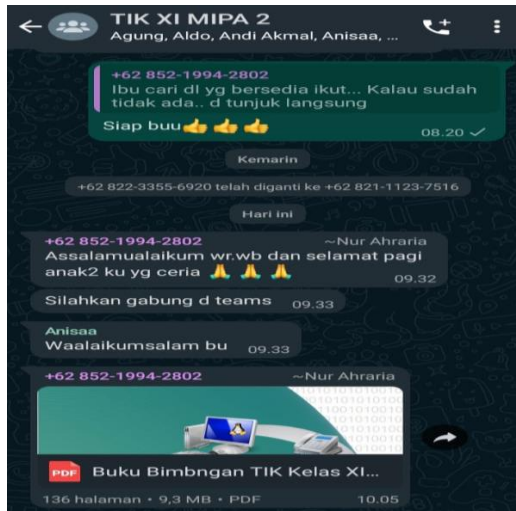 TIK XI MIPA 2
Agung, Aldo, Andi Akmal, Anisaa, ...
+62 852-1994-2802
Ibu cari dl yg bersedia ikut... Kalau sudah
tidak ada.. d tunjuk langsung
Siap buu👍👍👍
08.20
Kemarin
+62 822-3355-6920 telah diganti ke +62 821-1123-7516
Hari ini
+62 852-1994-2802 ~Nur Ahraria
Assalamualaikum wr.wb dan selamat pagi
anak2 ku yg ceria 🙏 🙏 🙏
09.32
Silahkan gabung d teams 09.33
Anisaa
Waalaikumsalam bu 09.33
+62 852-1994-2802 ~Nur Ahraria
PDF Buku Bimbngan TIK Kelas XI...
136 halaman • 9,3 MB • PDF 10.05